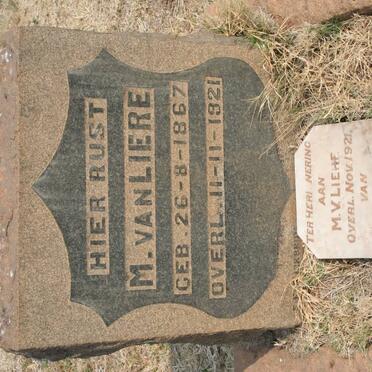 HIER RUST
M. VAN LIERE
GEB. 26-8-1867
OVERL. 11-11-1921
TER HERINNERING
AAN
M.V. LIERE
OVERL. NOV. 1921
VAN